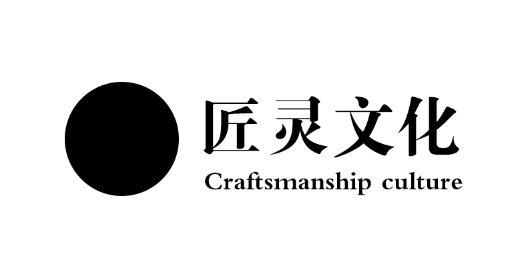 匠灵文化
Craftsmanship culture